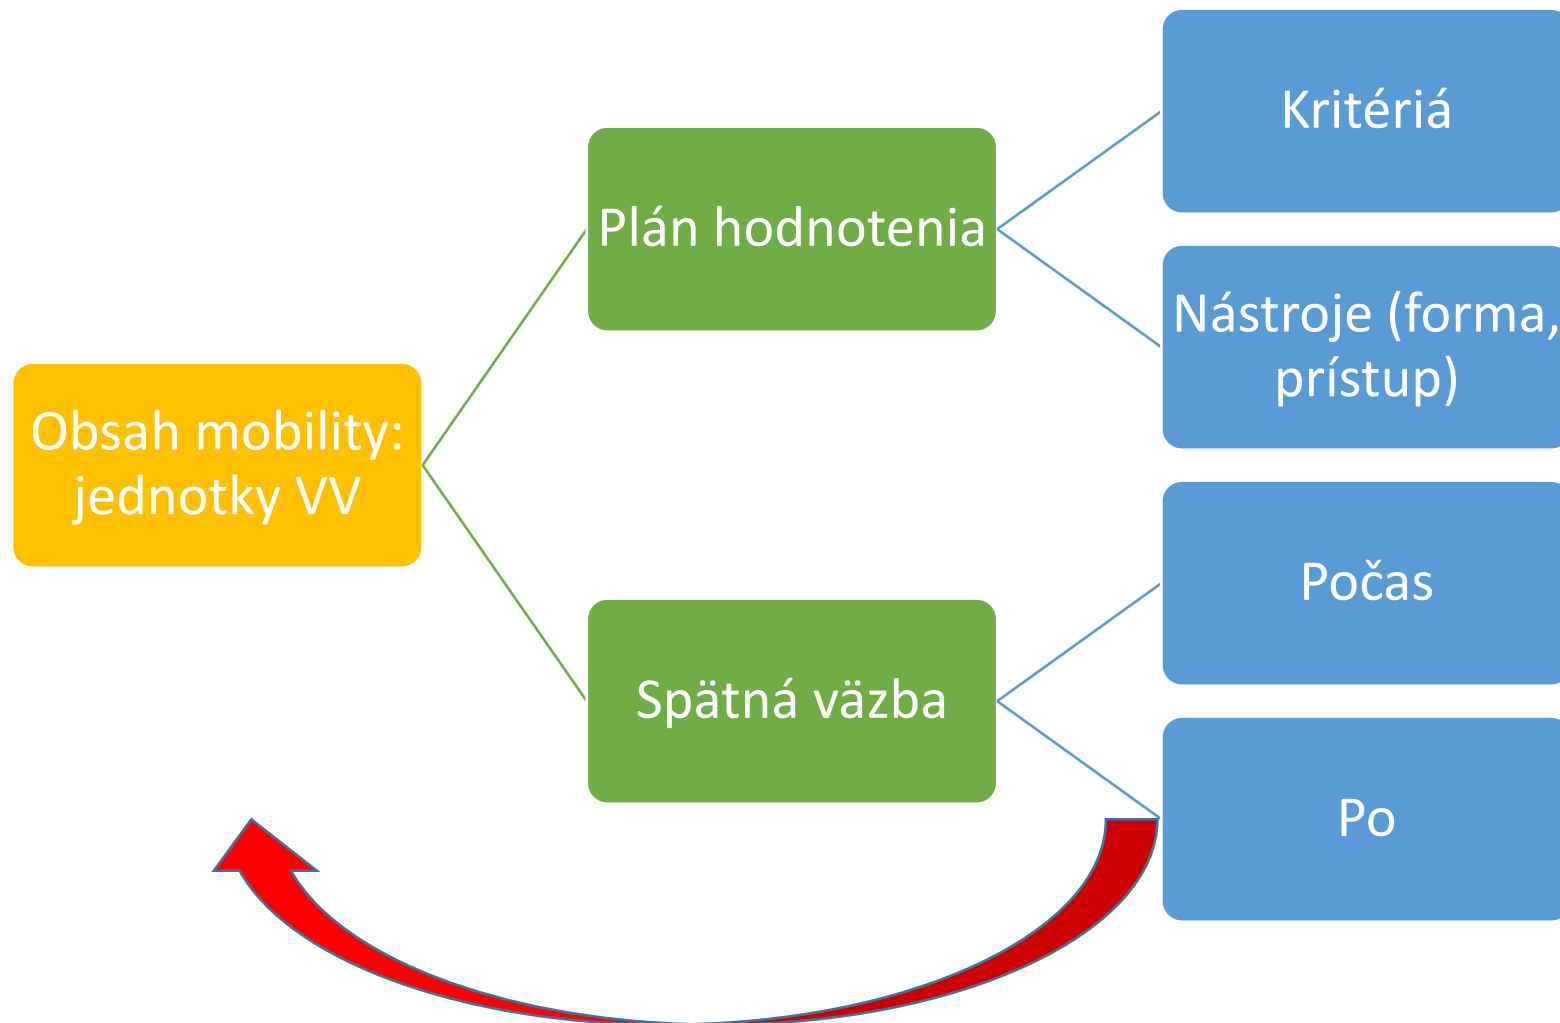 Obsah mobility:
jednotky VV
Plán hodnotenia
Kritériá
Nástroje (forma,
prístup)
Spätná väzba
Počas
Po